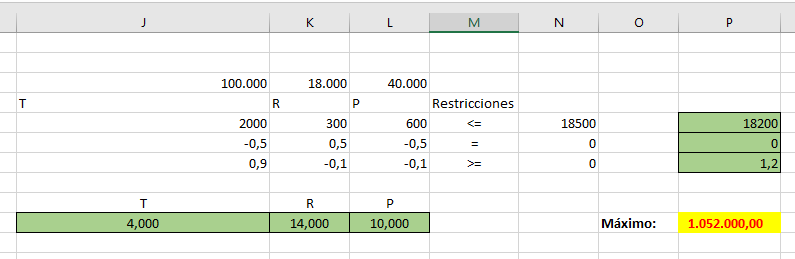 J K L M N O P
100.000 18.000 40.000
T R P Restricciones
2000 300 600 <= 18500 18200
-0,5 0,5 -0,5 = 0 0
0,9 -0,1 -0,1 >= 0 1,2
T R P
4,000 14,000 10,000 Máximo: 1.052.000,00